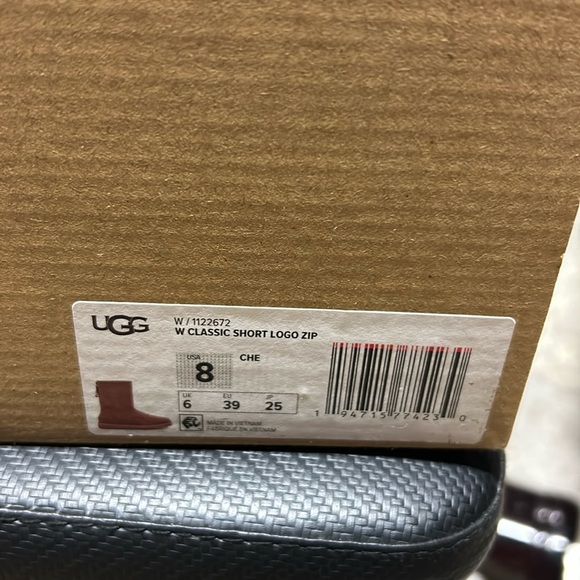 UGG
W / 1122672
W CLASSIC SHORT LOGO ZIP
USA
8
CHE
UK EU JP
6 39 25
MADE IN VIETNAM
FABRIQUÉ EN VIETNAM
1 94715 77423 0